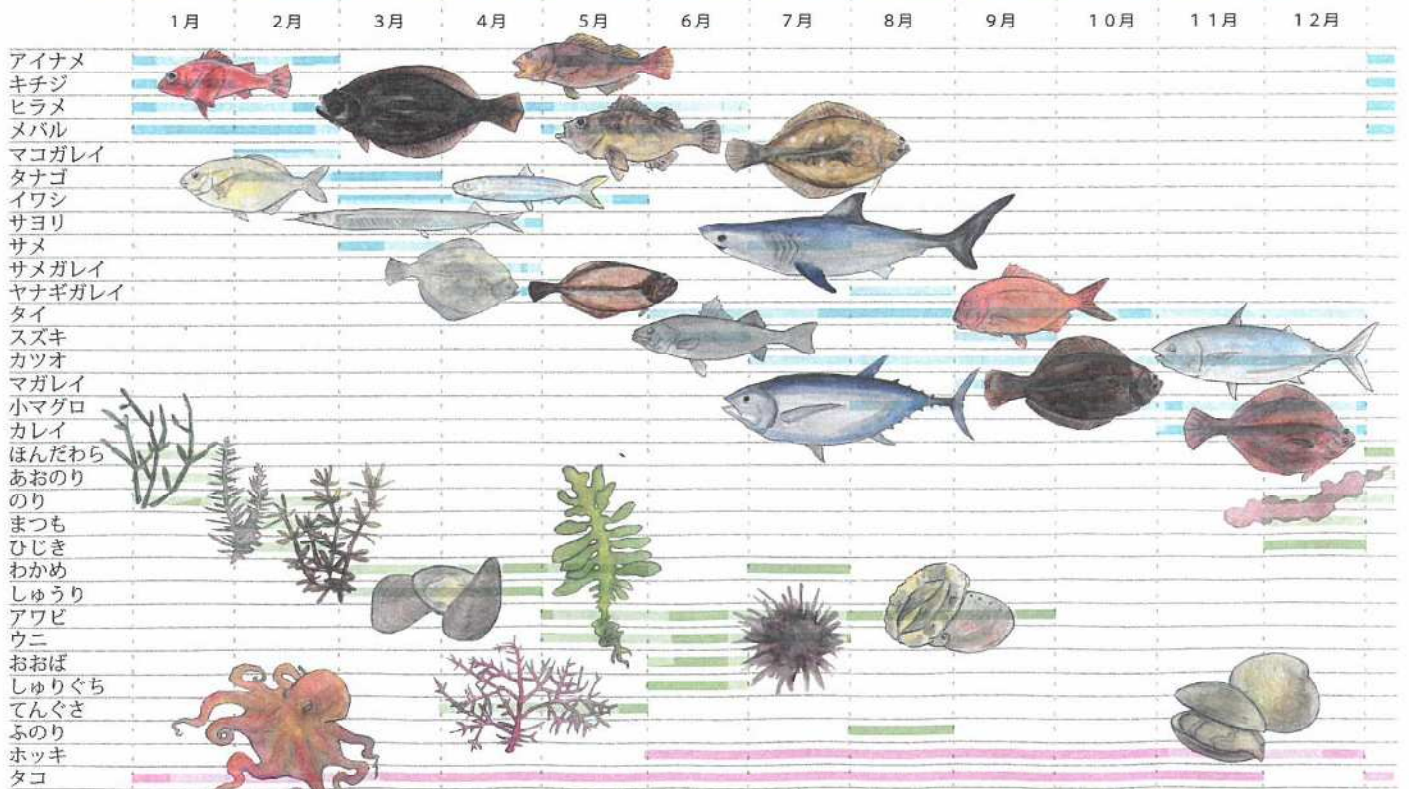 1月 2月 3月 4月 5月 6月 7月 8月 9月 10月 11月 12月
アイナメ
キチジ
ヒラメ
メバル
マコガレイ
タナゴ
イワシ
サヨリ
サメ
サメガレイ
ヤナギガレイ
タイ
スズキ
カツオ
マガレイ
小マグロ
カレイ
ほんだわら
あおのり
のり
まつも
ひじき
わかめ
しゅうり
アワビ
ウニ
おおば
しゅりぐち
てんぐさ
ふのり
ホッキ
タコ